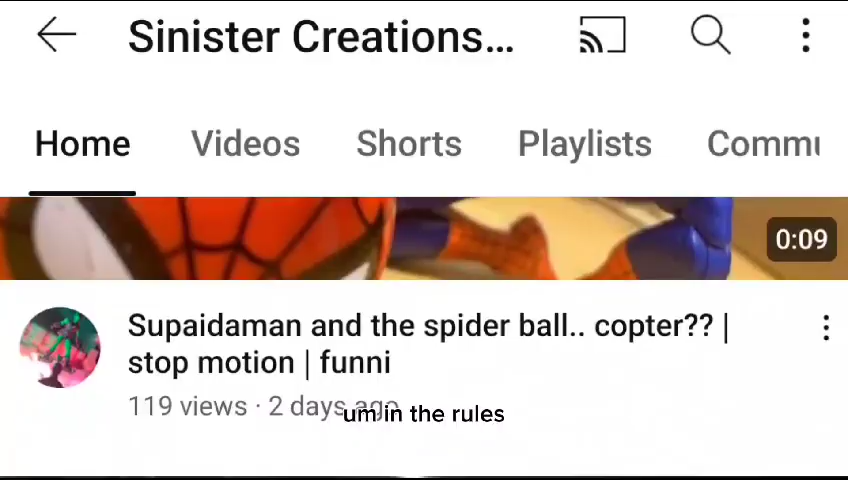 Sinister Creations...
Home Videos Shorts Playlists Commu
0:09
Supaidaman and the spider ball.. copter?? |
stop motion | funni
119 views · 2 days ago
um in the rules